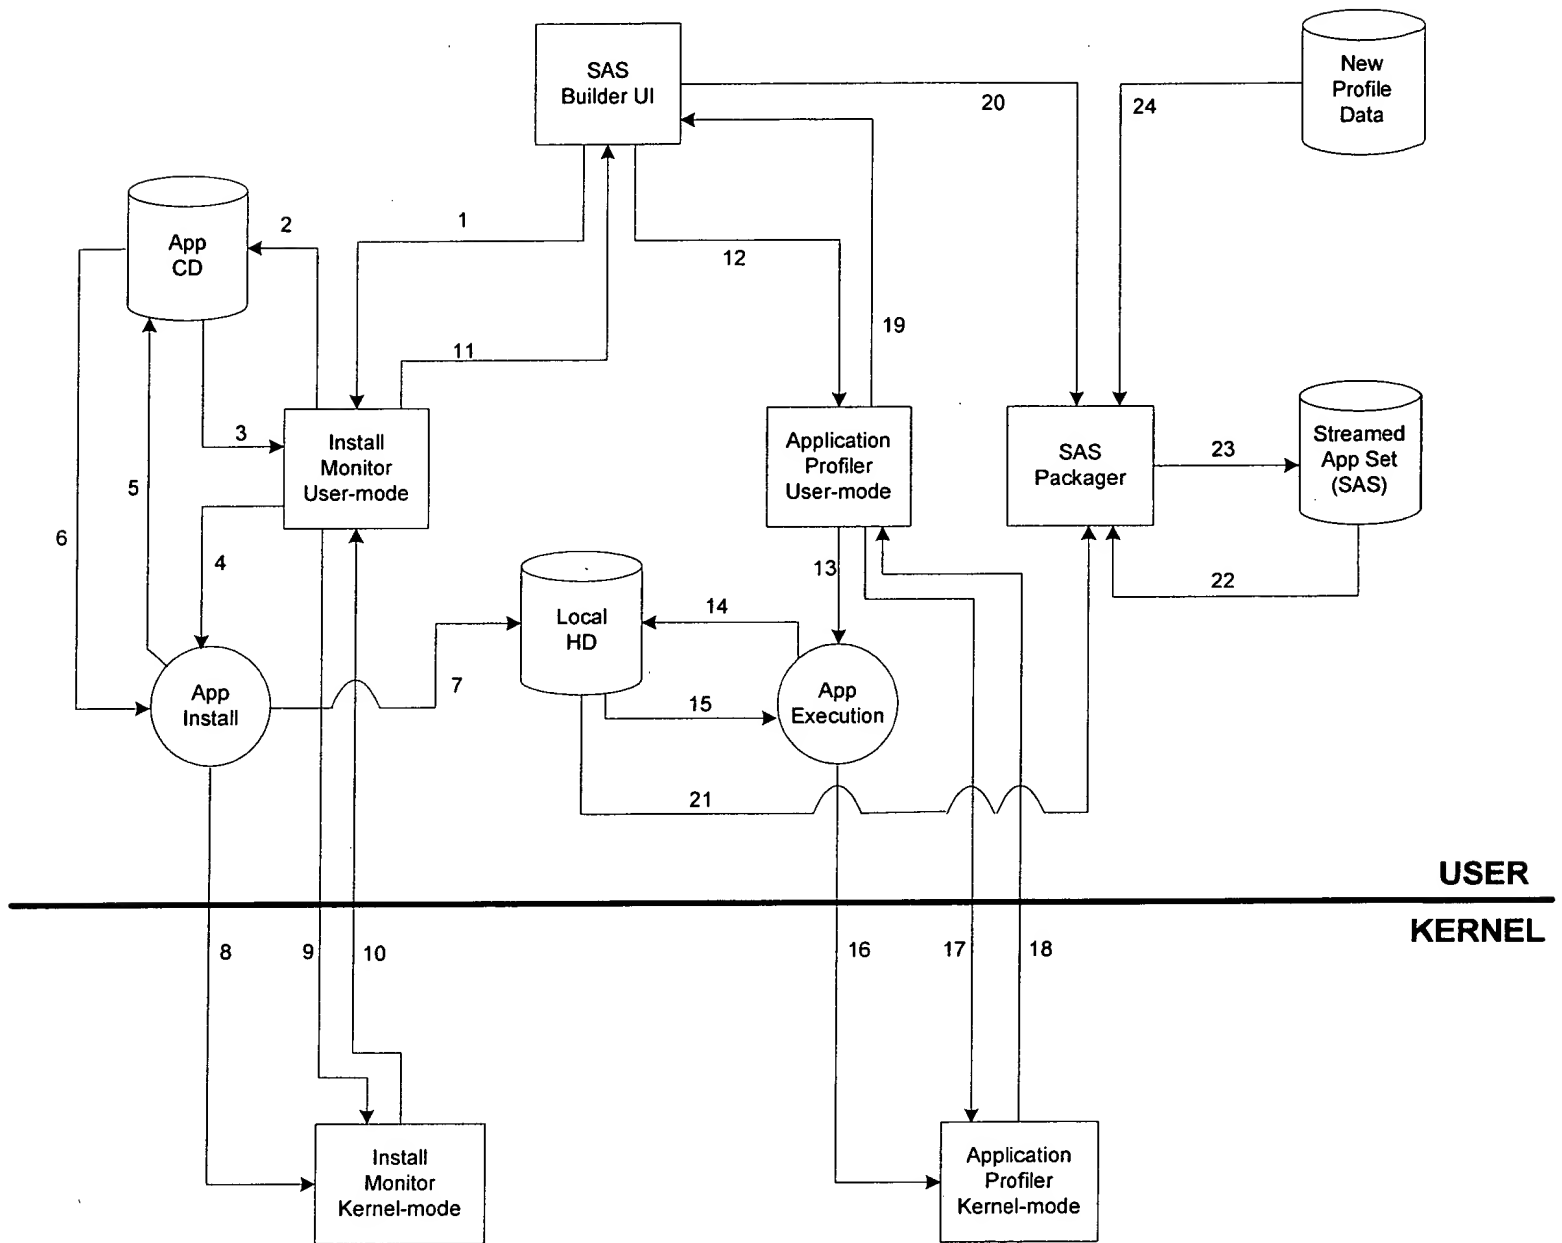 SAS
Builder UI
20
New
Profile
Data
24
App
CD
2
1
12
19
11
3
Install
Monitor
User-mode
Application
Profiler
User-mode
SAS
Packager
23
Streamed
App Set
(SAS)
5
6
4
13
22
Local
HD
14
7
App
Install
15
App
Execution
21
USER
KERNEL
8
9
10
16
17
18
Install
Monitor
Kernel-mode
Application
Profiler
Kernel-mode